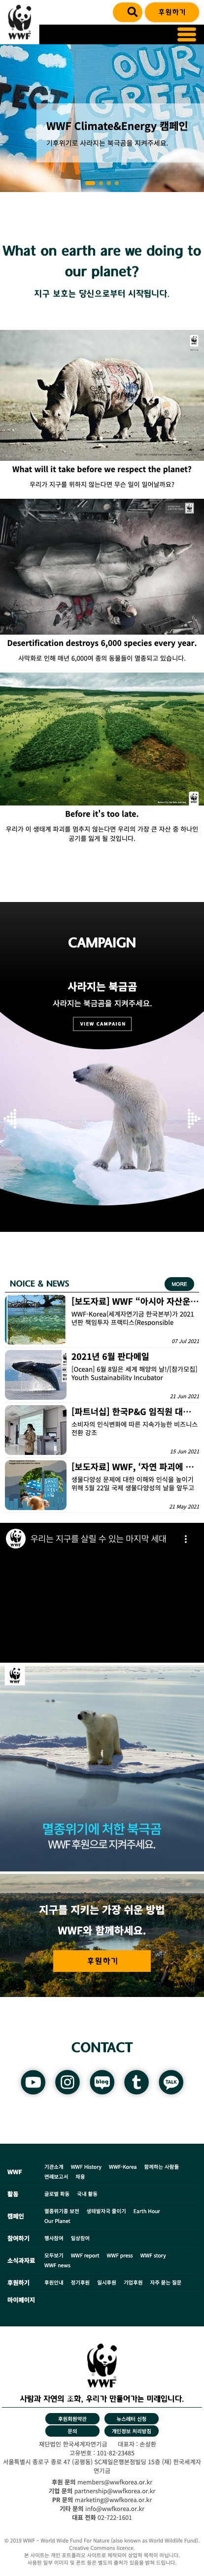 WWF
후원하기
WWF Climate&Energy 캠페인
기후위기로 사라지는 북극곰을 지켜주세요.
What on earth are we doing to
our planet?
지구 보호는 당신으로부터 시작됩니다.
What will it take before we respect the planet?
우리가 지구를 위하지 않는다면 무슨 일이 일어날까요?
Desertification destroys 6,000 species every year.
사막화로 인해 매년 6,000여 종의 동물들이 멸종되고 있습니다.
Before it's too late.
우리가 이 생태계 파괴를 멈추지 않는다면 우리의 가장 큰 자산 중 하나인
공기를 잃게 될 것입니다.
CAMPAIGN
사라지는 북금곰
사라지는 북금곰을 지켜주세요.
VIEW CAMPAIGN
NOICE & NEWS
MORE
[보도자료] WWF “아시아 자산운…
WWF-Korea(세계자연기금 한국본부)가 2021
년판 책임투자 프랙티스(Responsible
07 Jul 2021
2021년 6월 판다메일
[Ocean] 6월 8일은 세계 해양의 날!/[참가모집]
Youth Sustainability Incubator
21 Jun 2021
[파트너십] 한국P&G 임직원 대…
소비자의 인식변화에 따른 지속가능한 비즈니스
전환 강조
15 Jun 2021
[보도자료] WWF, ‘자연 파괴에 …
생물다양성 문제에 대한 이해와 인식을 높이기
위해 5월 22일 국제 생물다양성의 날을 앞두고
21 May 2021
우리는 지구를 살릴 수 있는 마지막 세대
WWF
멸종위기에 처한 북극곰
WWF 후원으로 지켜주세요.
지구를 지키는 가장 쉬운 방법
WWF와 함께하세요.
후원하기
CONTACT
blog
TALK
WWF
기관소개 WWF History WWF-Korea 함께하는 사람들
연례보고서 채용
활동
글로벌 확동 국내 활동
캠페인
멸종위기종 보전 생태발자국 줄이기 Earth Hour
Our Planet
참여하기
행사참여 일상참여
소식과자료
모두보기 WWF report WWF press WWF story
WWF news
후원하기
후원안내 정기후원 일시후원 기업후원 자주 묻는 질문
마이페이지
WWF
사람과 자연의 조화, 우리가 만들어가는 미래입니다.
후원회원약관 뉴스레터 신청
문의 개인정보 처리방침
재단법인 한국세계자연기금 대표자 : 손성환
고유번호 : 101-82-23485
서울특별시 종로구 종로 47 (공평동) SC제일은행본점빌딩 15층 (재) 한국세계자
연기금
후원 문의 members@wwfkorea.or.kr
기업 문의 partnership@wwfkorea.or.kr
PR 문의 marketing@wwfkorea.or.kr
기타 문의 info@wwfkorea.or.kr
대표 전화 02-722-1601
© 2019 WWF – World Wide Fund For Nature (also known as World Wildlife Fund).
Creative Commons licence.
본 사이트는 개인 포트폴리오 사이트로 제작되어 상업적 목적이 아닙니다.
사용된 일부 이미지 및 폰트 등은 별도의 출처가 있음을 밝혀 드립니다.